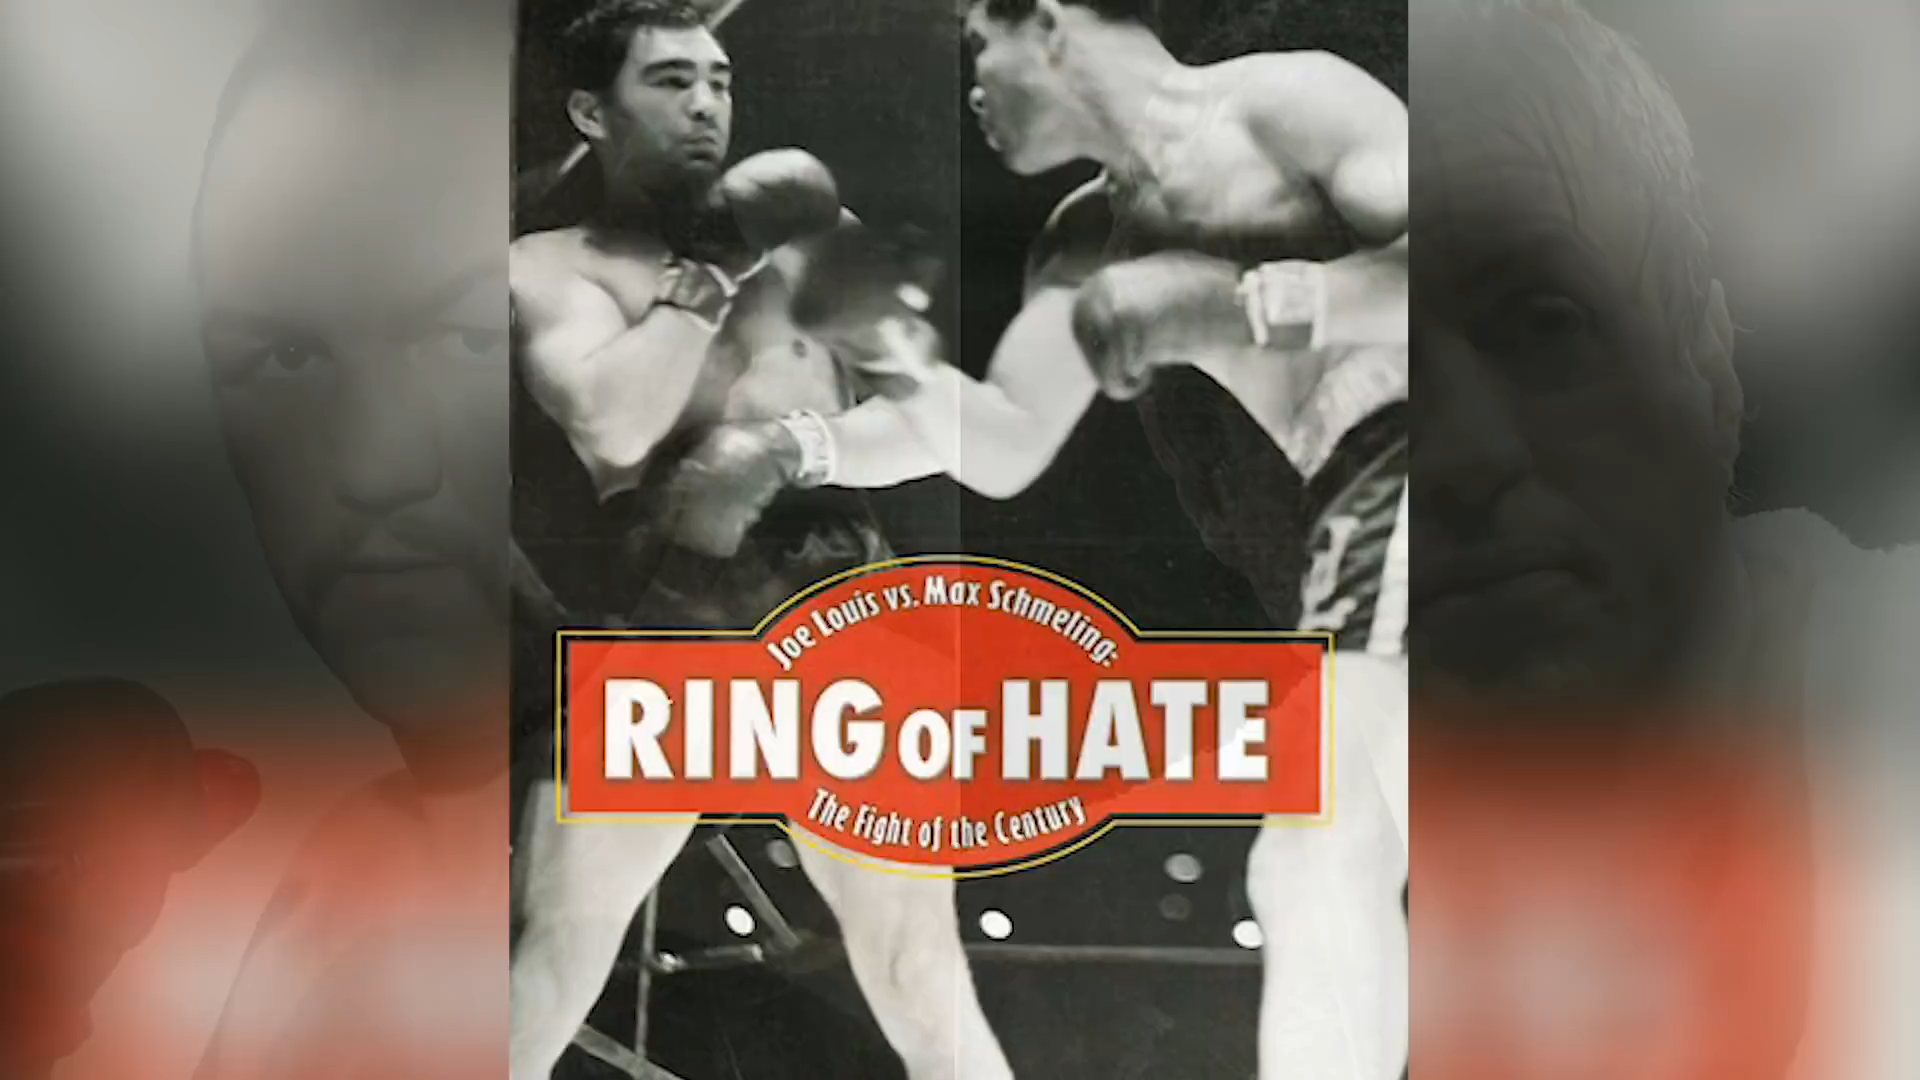 Joe Louis vs. Max Schmeling:
RING OF HATE
The Fight of the Century